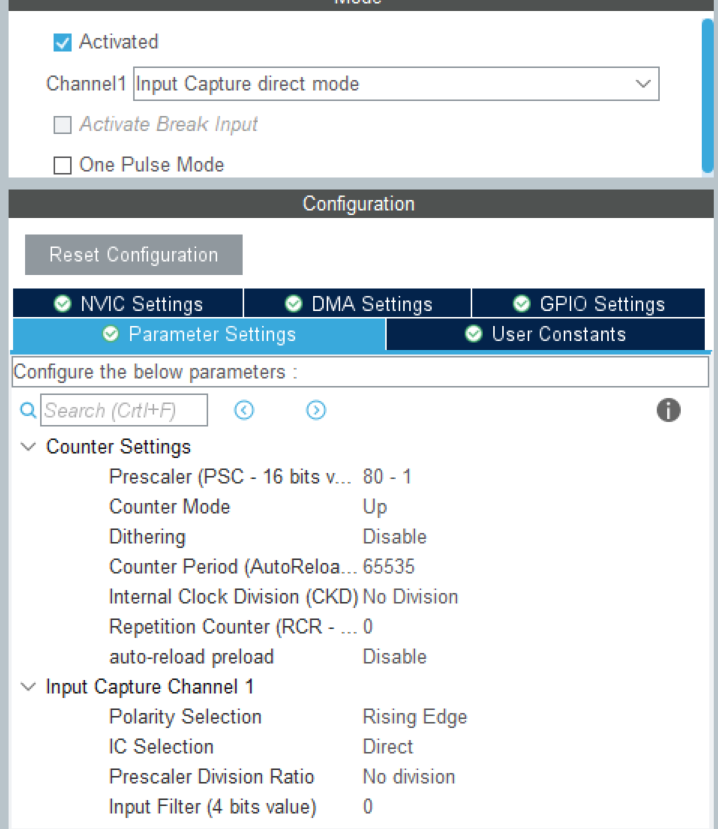 Mode
Activated
Channel1 Input Capture direct mode
Activate Break Input
One Pulse Mode
Configuration
Reset Configuration
NVIC Settings DMA Settings GPIO Settings
Parameter Settings User Constants
Configure the below parameters :
Search (Crtl+F)
Counter Settings
Prescaler (PSC - 16 bits v... 80 - 1
Counter Mode Up
Dithering Disable
Counter Period (AutoReloa... 65535
Internal Clock Division (CKD) No Division
Repetition Counter (RCR - ... 0
auto-reload preload Disable
Input Capture Channel 1
Polarity Selection Rising Edge
IC Selection Direct
Prescaler Division Ratio No division
Input Filter (4 bits value) 0